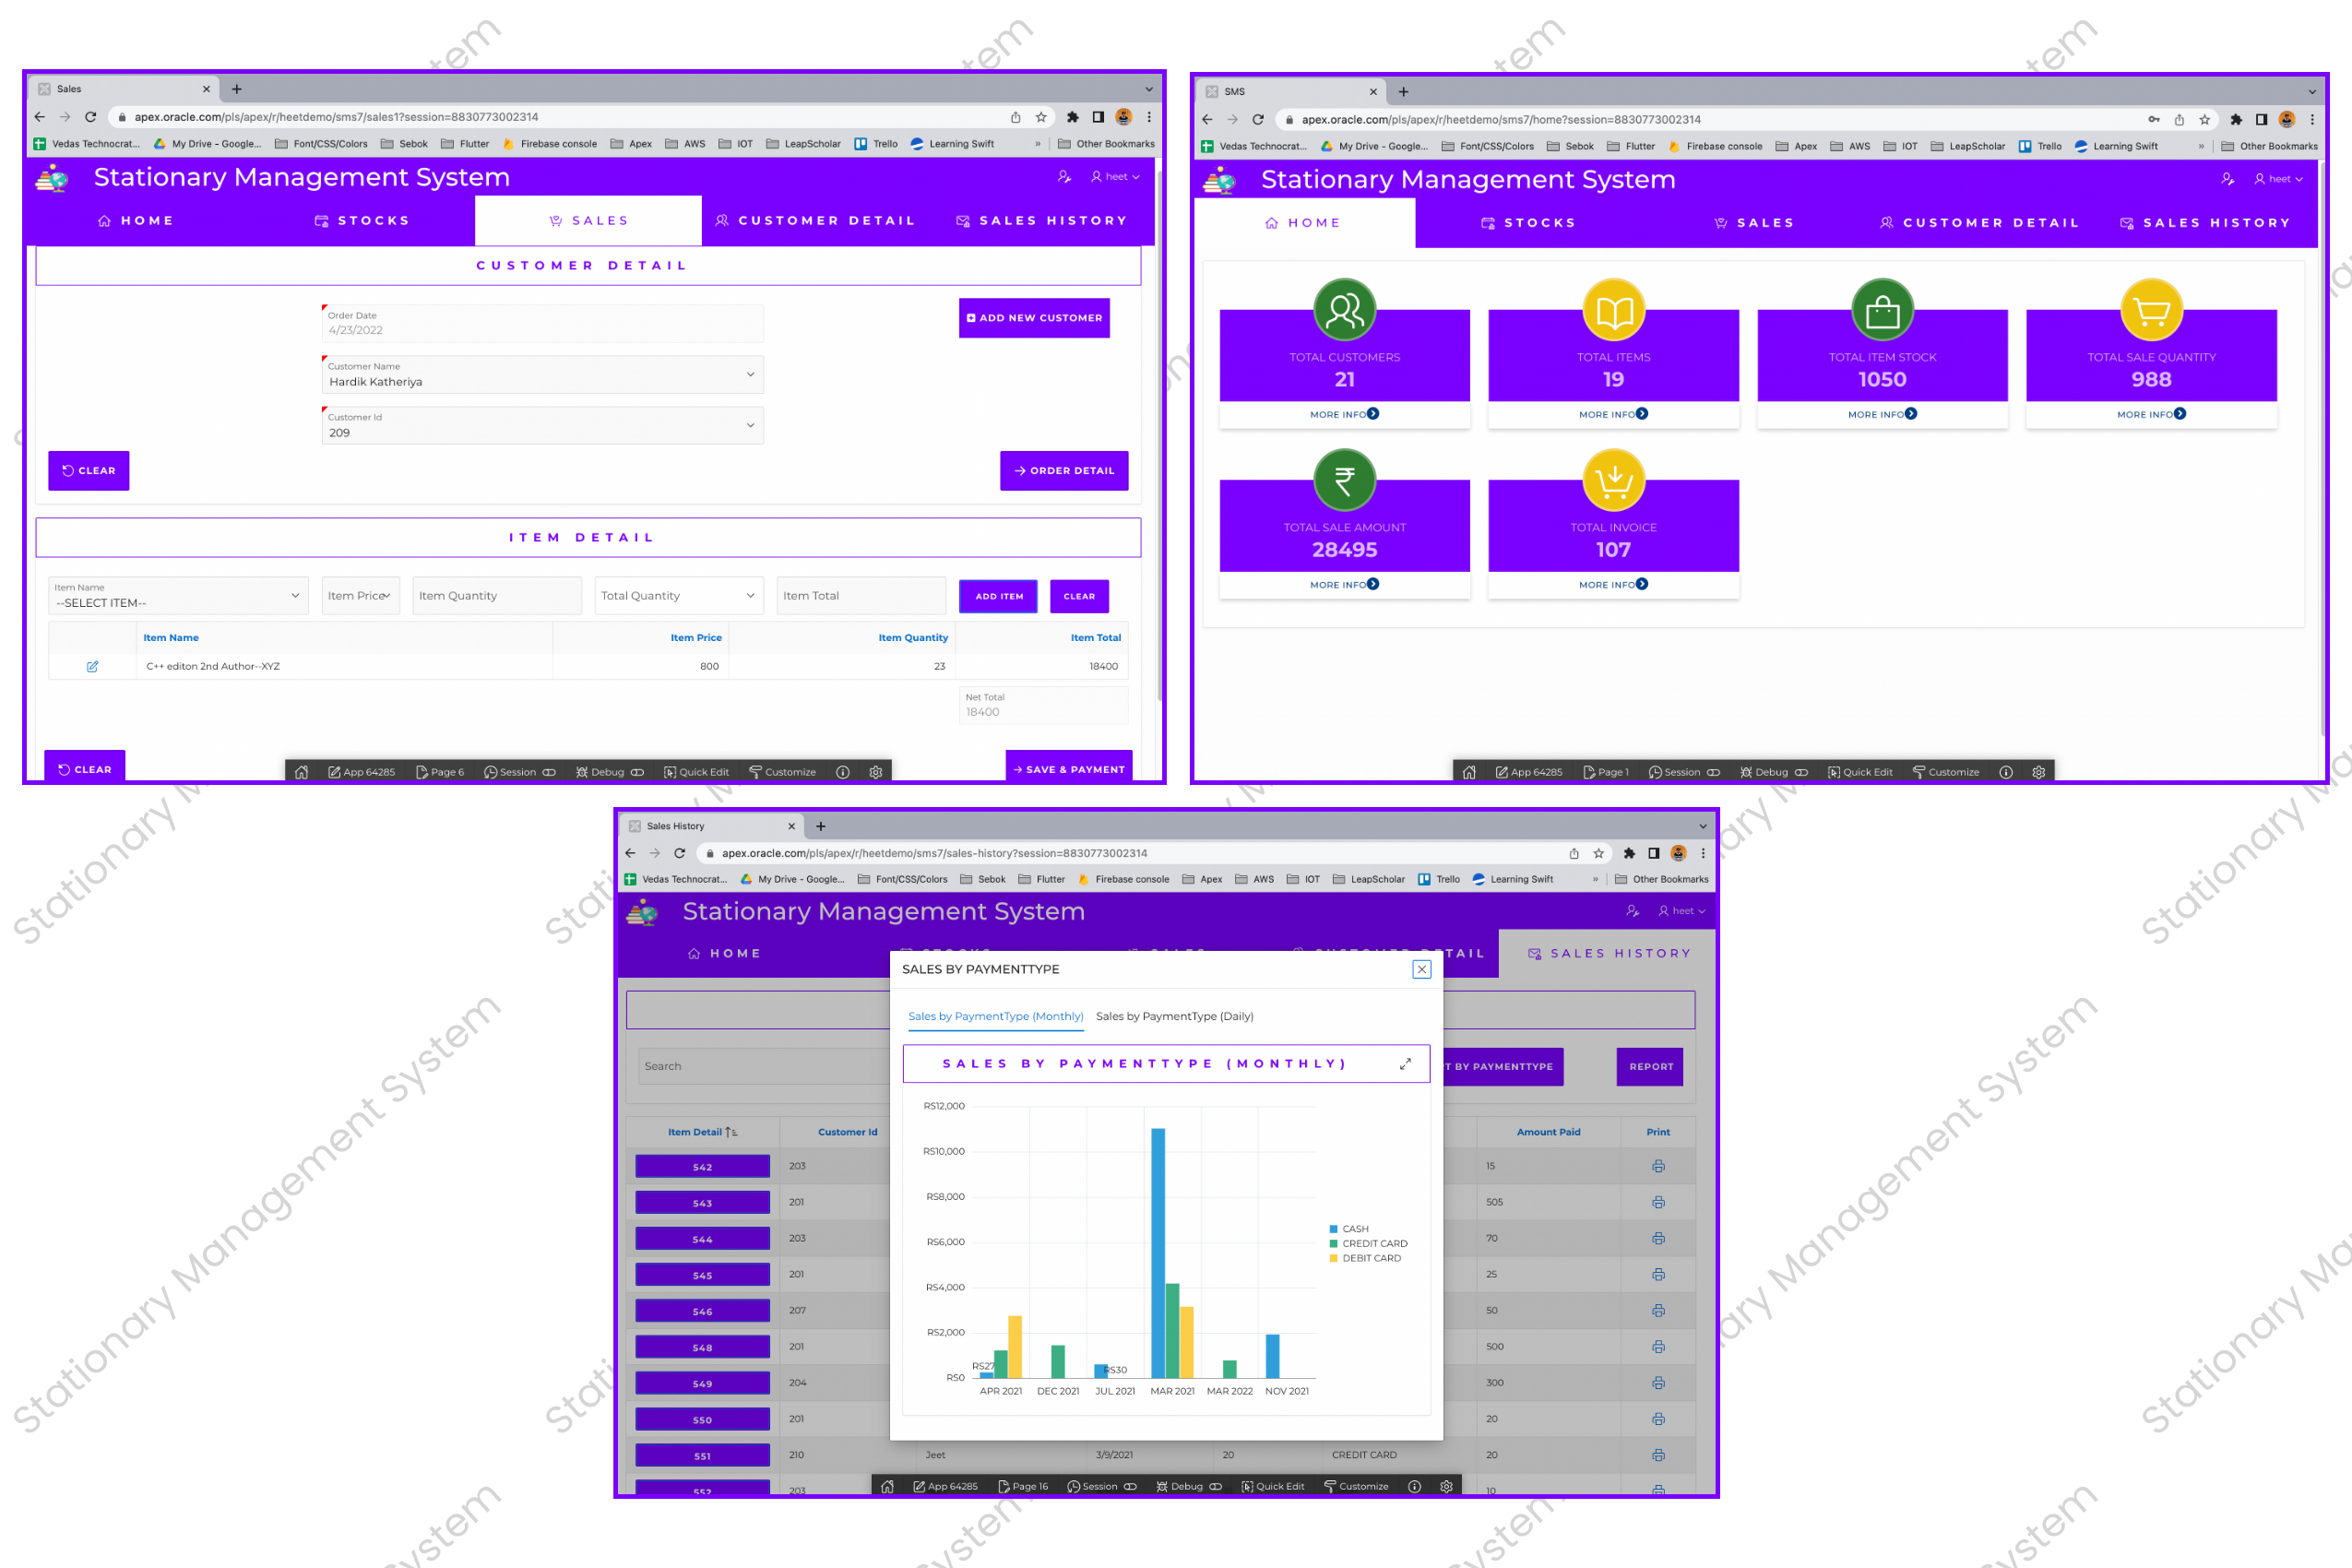 Sales
apex.oracle.com/pls/apex/r/heetdemo/sms7/sales1?session=8830773002314
Vedas Technocrat... My Drive - Google... Font/CSS/Colors Sebok Flutter Firebase console Apex AWS IOT LeapScholar Trello Learning Swift » Other Bookmarks
Stationary Management System
heet
HOME STOCKS SALES CUSTOMER DETAIL SALES HISTORY
CUSTOMER DETAIL
Order Date
4/23/2022
ADD NEW CUSTOMER
Customer Name
Hardik Katheriya
Customer Id
209
CLEAR
ORDER DETAIL
ITEM DETAIL
Item Name
--SELECT ITEM--
Item Price Item Quantity Total Quantity Item Total ADD ITEM CLEAR
Item Name Item Price Item Quantity Item Total
C++ editon 2nd Author--XYZ 800 23 18400
Net Total
18400
CLEAR
SAVE & PAYMENT
App 64285 Page 6 Session Debug Quick Edit Customize
SMS
apex.oracle.com/pls/apex/r/heetdemo/sms7/home?session=8830773002314
Vedas Technocrat... My Drive - Google... Font/CSS/Colors Sebok Flutter Firebase console Apex AWS IOT LeapScholar Trello Learning Swift » Other Bookmarks
Stationary Management System
heet
HOME STOCKS SALES CUSTOMER DETAIL SALES HISTORY
TOTAL CUSTOMERS TOTAL ITEMS TOTAL ITEM STOCK TOTAL SALE QUANTITY
21 19 1050 988
MORE INFO MORE INFO MORE INFO MORE INFO
₹
TOTAL SALE AMOUNT TOTAL INVOICE
28495 107
MORE INFO MORE INFO
App 64285 Page 1 Session Debug Quick Edit Customize
Sales History
apex.oracle.com/pls/apex/r/heetdemo/sms7/sales-history?session=8830773002314
Vedas Technocrat... My Drive - Google... Font/CSS/Colors Sebok Flutter Firebase console Apex AWS IOT LeapScholar Trello Learning Swift » Other Bookmarks
Stationary Management System
heet
HOME TAIL SALES HISTORY
SALES BY PAYMENTTYPE
Sales by PaymentType (Monthly) Sales by PaymentType (Daily)
SALES BY PAYMENTTYPE (MONTHLY)
RS12,000
RS10,000
RS8,000
RS6,000
RS4,000
RS2,000
RS0
RS27
RS30
APR 2021 DEC 2021 JUL 2021 MAR 2021 MAR 2022 NOV 2021
CASH
CREDIT CARD
DEBIT CARD
Search
T BY PAYMENTTYPE REPORT
Item Detail Customer Id Amount Paid Print
542 203 15
543 201 505
544 203 70
545 201 25
546 207 50
548 201 500
549 204 300
550 201 20
551 210 Jeet 3/9/2021 20 CREDIT CARD 20
552 203 10
App 64285 Page 16 Session Debug Quick Edit Customize
Stationary Management System
Stationary Management System